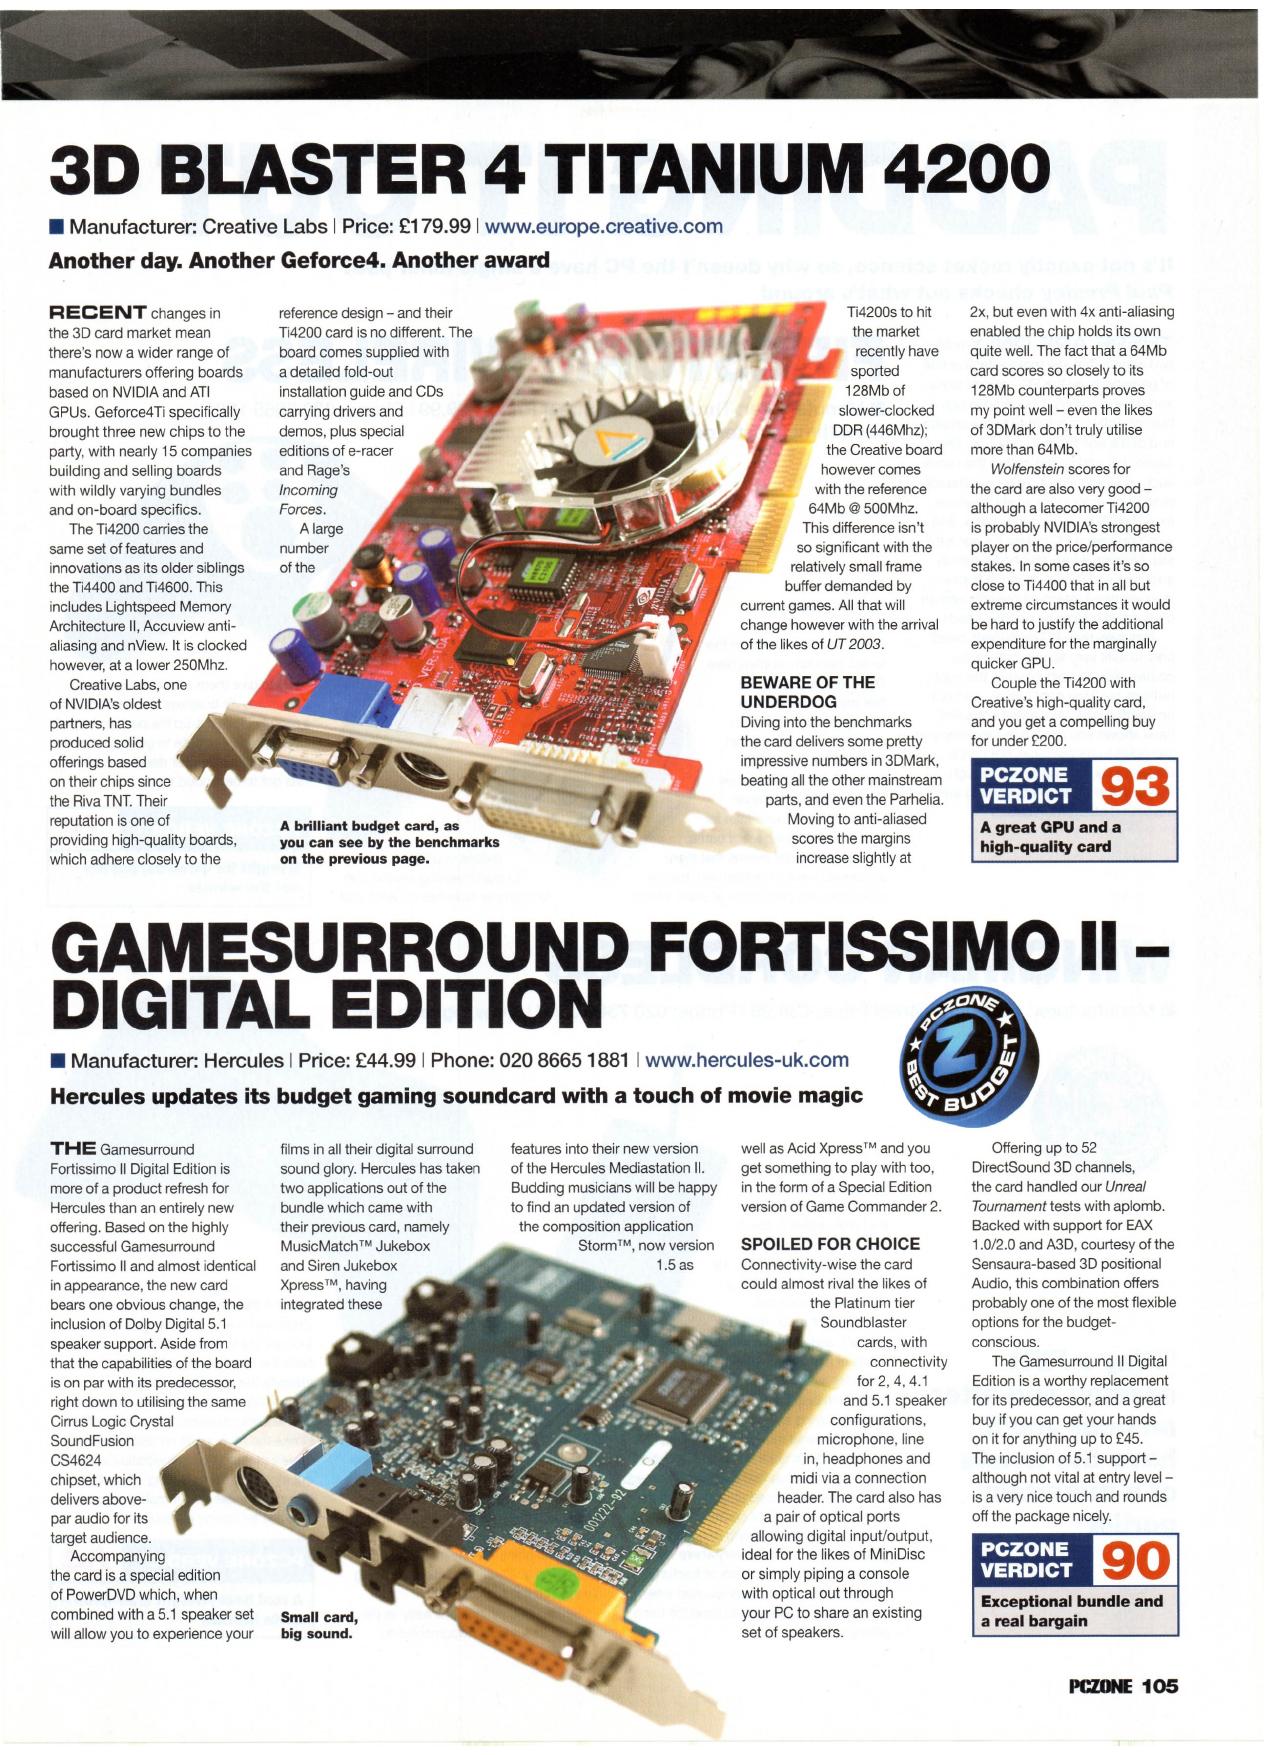 3D BLASTER 4 TITANIUM 4200
Manufacturer: Creative Labs | Price: £179.99 | www.europe.creative.com
Another day. Another Geforce4. Another award
RECENT changes in
the 3D card market mean
there's now a wider range of
manufacturers offering boards
based on NVIDIA and ATI
GPUs. Geforce4Ti specifically
brought three new chips to the
party, with nearly 15 companies
building and selling boards
with wildly varying bundles
and on-board specifics.
The Ti4200 carries the
same set of features and
innovations as its older siblings
the Ti4400 and Ti4600. This
includes Lightspeed Memory
Architecture II, Accuview anti-
aliasing and nView. It is clocked
however, at a lower 250Mhz.
Creative Labs, one
of NVIDIA's oldest
partners, has
produced solid
offerings based
on their chips since
the Riva TNT. Their
reputation is one of
providing high-quality boards,
which adhere closely to the
reference design – and their
Ti4200 card is no different. The
board comes supplied with
a detailed fold-out
installation guide and CDs
carrying drivers and
demos, plus special
editions of e-racer
and Rage's
Incoming
Forces.
A large
number
of the
A brilliant budget card, as
you can see by the benchmarks
on the previous page.
Ti4200s to hit
the market
recently have
sported
128Mb of
slower-clocked
DDR (446Mhz);
the Creative board
however comes
with the reference
64Mb @ 500Mhz.
This difference isn't
so significant with the
relatively small frame
buffer demanded by
current games. All that will
change however with the arrival
of the likes of UT 2003.
BEWARE OF THE
UNDERDOG
Diving into the benchmarks
the card delivers some pretty
impressive numbers in 3DMark,
beating all the other mainstream
parts, and even the Parhelia.
Moving to anti-aliased
scores the margins
increase slightly at
2x, but even with 4x anti-aliasing
enabled the chip holds its own
quite well. The fact that a 64Mb
card scores so closely to its
128Mb counterparts proves
my point well – even the likes
of 3DMark don't truly utilise
more than 64Mb.
Wolfenstein scores for
the card are also very good –
although a latecomer Ti4200
is probably NVIDIA's strongest
player on the price/performance
stakes. In some cases it's so
close to Ti4400 that in all but
extreme circumstances it would
be hard to justify the additional
expenditure for the marginally
quicker GPU.
Couple the Ti4200 with
Creative's high-quality card,
and you get a compelling buy
for under £200.
PCZONE
VERDICT 93
A great GPU and a
high-quality card
GAMESURROUND FORTISSIMO II –
DIGITAL EDITION
Manufacturer: Hercules | Price: £44.99 | Phone: 020 8665 1881 | www.hercules-uk.com
Hercules updates its budget gaming soundcard with a touch of movie magic
PCZONE
Z
BEST BUDGET
THE Gamesurround
Fortissimo II Digital Edition is
more of a product refresh for
Hercules than an entirely new
offering. Based on the highly
successful Gamesurround
Fortissimo II and almost identical
in appearance, the new card
bears one obvious change, the
inclusion of Dolby Digital 5.1
speaker support. Aside from
that the capabilities of the board
is on par with its predecessor,
right down to utilising the same
Cirrus Logic Crystal
SoundFusion
CS4624
chipset, which
delivers above-
par audio for its
target audience.
Accompanying
the card is a special edition
of PowerDVD which, when
combined with a 5.1 speaker set
will allow you to experience your
films in all their digital surround
sound glory. Hercules has taken
two applications out of the
bundle which came with
their previous card, namely
MusicMatch™ Jukebox
and Siren Jukebox
Xpress™, having
integrated these
Small card,
big sound.
001222-92
features into their new version
of the Hercules Mediastation II.
Budding musicians will be happy
to find an updated version of
the composition application
Storm™, now version
1.5 as
well as Acid Xpress™ and you
get something to play with too,
in the form of a Special Edition
version of Game Commander 2.
SPOILED FOR CHOICE
Connectivity-wise the card
could almost rival the likes of
the Platinum tier
Soundblaster
cards, with
connectivity
for 2, 4, 4.1
and 5.1 speaker
configurations,
microphone, line
in, headphones and
midi via a connection
header. The card also has
a pair of optical ports
allowing digital input/output,
ideal for the likes of MiniDisc
or simply piping a console
with optical out through
your PC to share an existing
set of speakers.
Offering up to 52
DirectSound 3D channels,
the card handled our Unreal
Tournament tests with aplomb.
Backed with support for EAX
1.0/2.0 and A3D, courtesy of the
Sensaura-based 3D positional
Audio, this combination offers
probably one of the most flexible
options for the budget-
conscious.
The Gamesurround II Digital
Edition is a worthy replacement
for its predecessor, and a great
buy if you can get your hands
on it for anything up to £45.
The inclusion of 5.1 support –
although not vital at entry level –
is a very nice touch and rounds
off the package nicely.
PCZONE
VERDICT 90
Exceptional bundle and
a real bargain
PCZONE 105